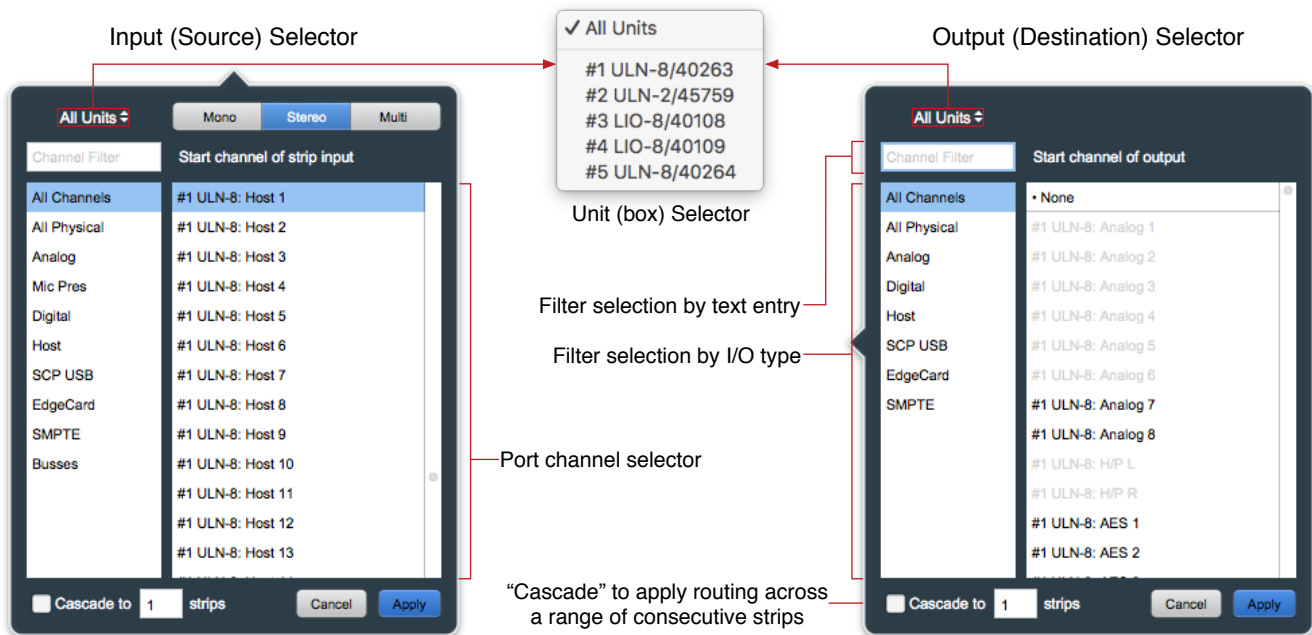 Input (Source) Selector
All Units
Mono
Stereo
Multi
Channel Filter
Start channel of strip input
All Channels
All Physical
Analog
Mic Pres
Digital
Host
SCP USB
EdgeCard
SMPTE
Busses
#1 ULN-8: Host 1
#1 ULN-8: Host 2
#1 ULN-8: Host 3
#1 ULN-8: Host 4
#1 ULN-8: Host 5
#1 ULN-8: Host 6
#1 ULN-8: Host 7
#1 ULN-8: Host 8
#1 ULN-8: Host 9
#1 ULN-8: Host 10
#1 ULN-8: Host 11
#1 ULN-8: Host 12
#1 ULN-8: Host 13
Cascade to 1 strips
Cancel
Apply
✓ All Units
#1 ULN-8/40263
#2 ULN-2/45759
#3 LIO-8/40108
#4 LIO-8/40109
#5 ULN-8/40264
Unit (box) Selector
Filter selection by text entry
Filter selection by I/O type
Port channel selector
“Cascade” to apply routing across
a range of consecutive strips
Output (Destination) Selector
All Units
Channel Filter
Start channel of output
All Channels
All Physical
Analog
Digital
Host
SCP USB
EdgeCard
SMPTE
• None
#1 ULN-8: Analog 1
#1 ULN-8: Analog 2
#1 ULN-8: Analog 3
#1 ULN-8: Analog 4
#1 ULN-8: Analog 5
#1 ULN-8: Analog 6
#1 ULN-8: Analog 7
#1 ULN-8: Analog 8
#1 ULN-8: H/P L
#1 ULN-8: H/P R
#1 ULN-8: AES 1
#1 ULN-8: AES 2
Cascade to 1 strips
Cancel
Apply